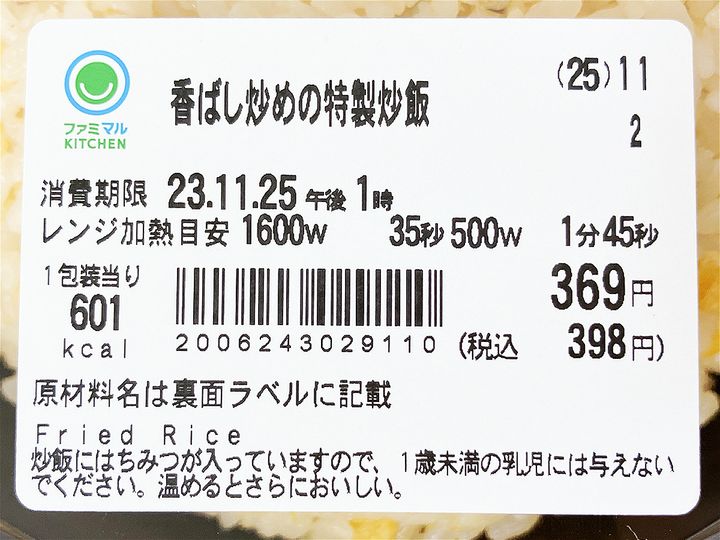 ファミマル
KITCHEN
香ばし炒めの特製炒飯
(25)11
2
消費期限 23.11.25 午後 1時
レンジ加熱目安 1600w 35秒 500w 1分45秒
1包装当り
601
kcal
369円
2006243029110
(税込 398円)
原材料名は裏面ラベルに記載
Fried Rice
炒飯にはちみつが入っていますので、1歳未満の乳児には与えない
でください。温めるとさらにおいしい。